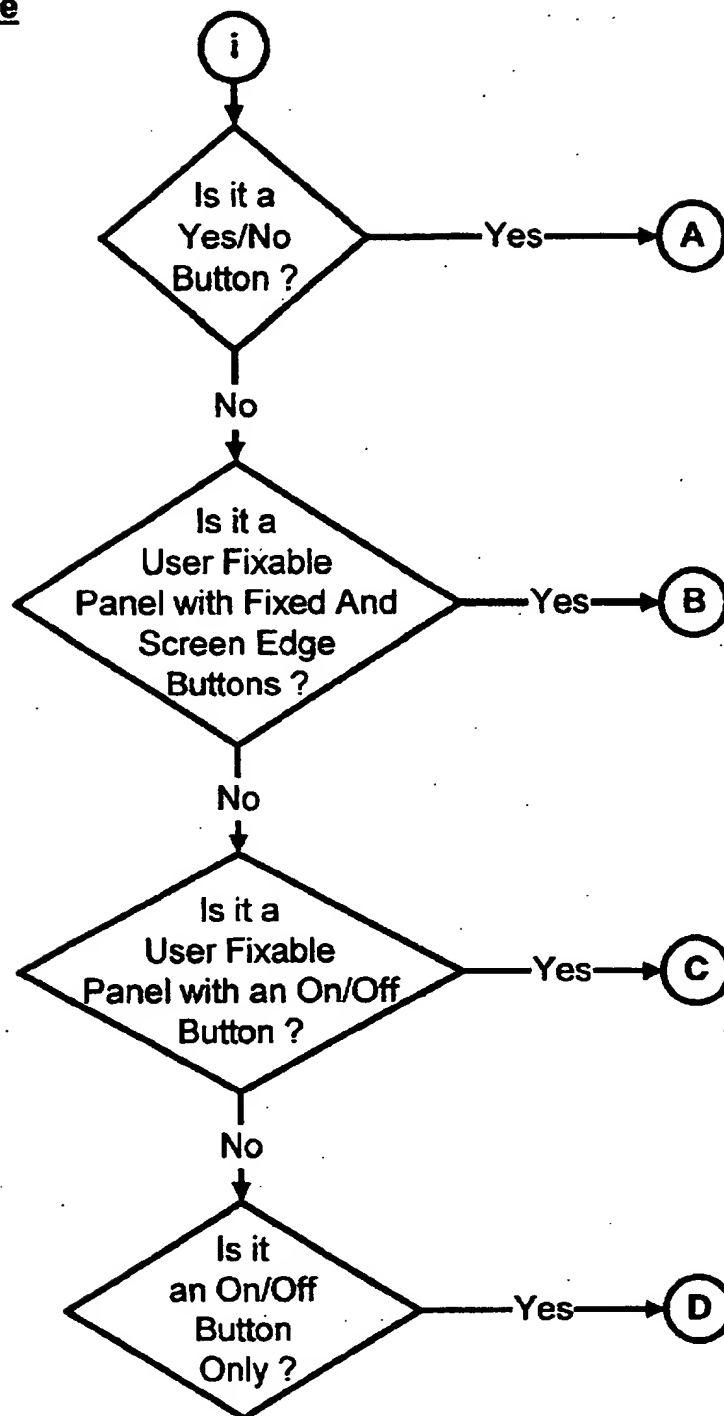 e
i
Is it a
Yes/No
Button ?
Yes
A
No
Is it a
User Fixable
Panel with Fixed And
Screen Edge
Buttons ?
Yes
B
No
Is it a
User Fixable
Panel with an On/Off
Button ?
Yes
C
No
Is it
an On/Off
Button
Only ?
Yes
D